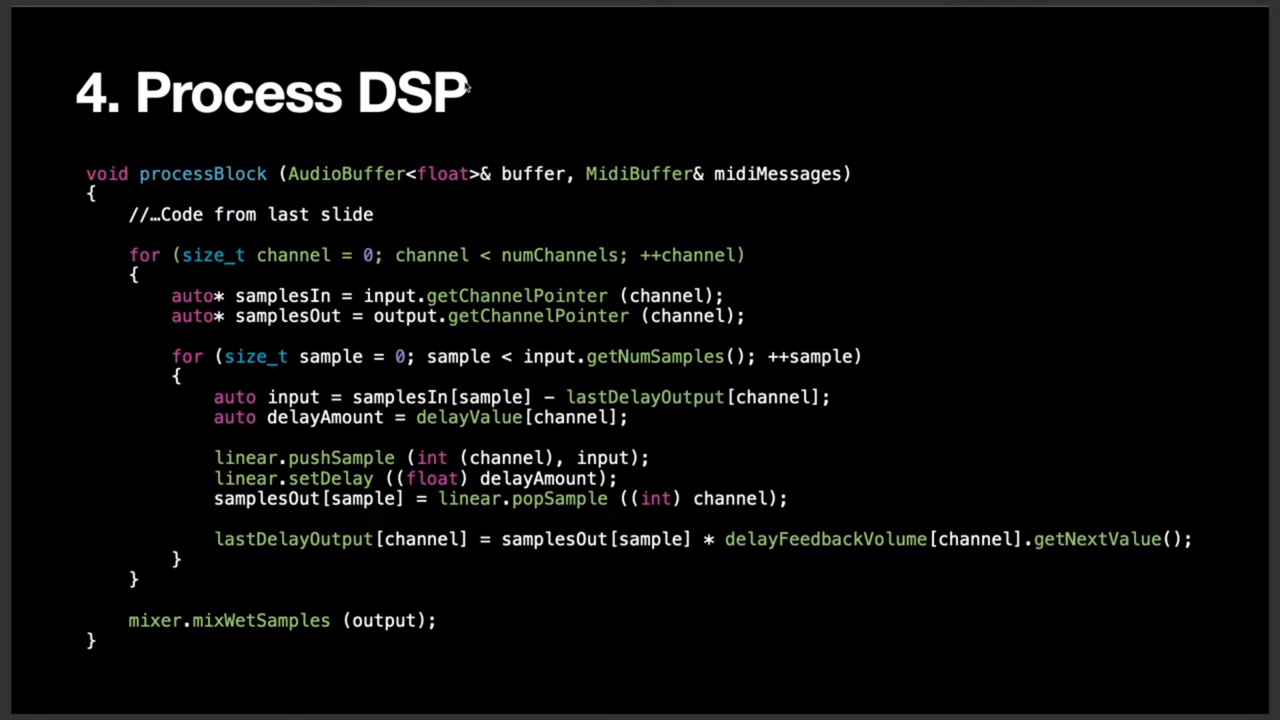 4. Process DSP
void processBlock (AudioBuffer<float>& buffer, MidiBuffer& midiMessages)
{
//…Code from last slide
for (size_t channel = 0; channel < numChannels; ++channel)
{
auto* samplesIn = input.getChannelPointer (channel);
auto* samplesOut = output.getChannelPointer (channel);
for (size_t sample = 0; sample < input.getNumSamples(); ++sample)
{
auto input = samplesIn[sample] - lastDelayOutput[channel];
auto delayAmount = delayValue[channel];
linear.pushSample (int (channel), input);
linear.setDelay ((float) delayAmount);
samplesOut[sample] = linear.popSample ((int) channel);
lastDelayOutput[channel] = samplesOut[sample] * delayFeedbackVolume[channel].getNextValue();
}
}
mixer.mixWetSamples (output);
}